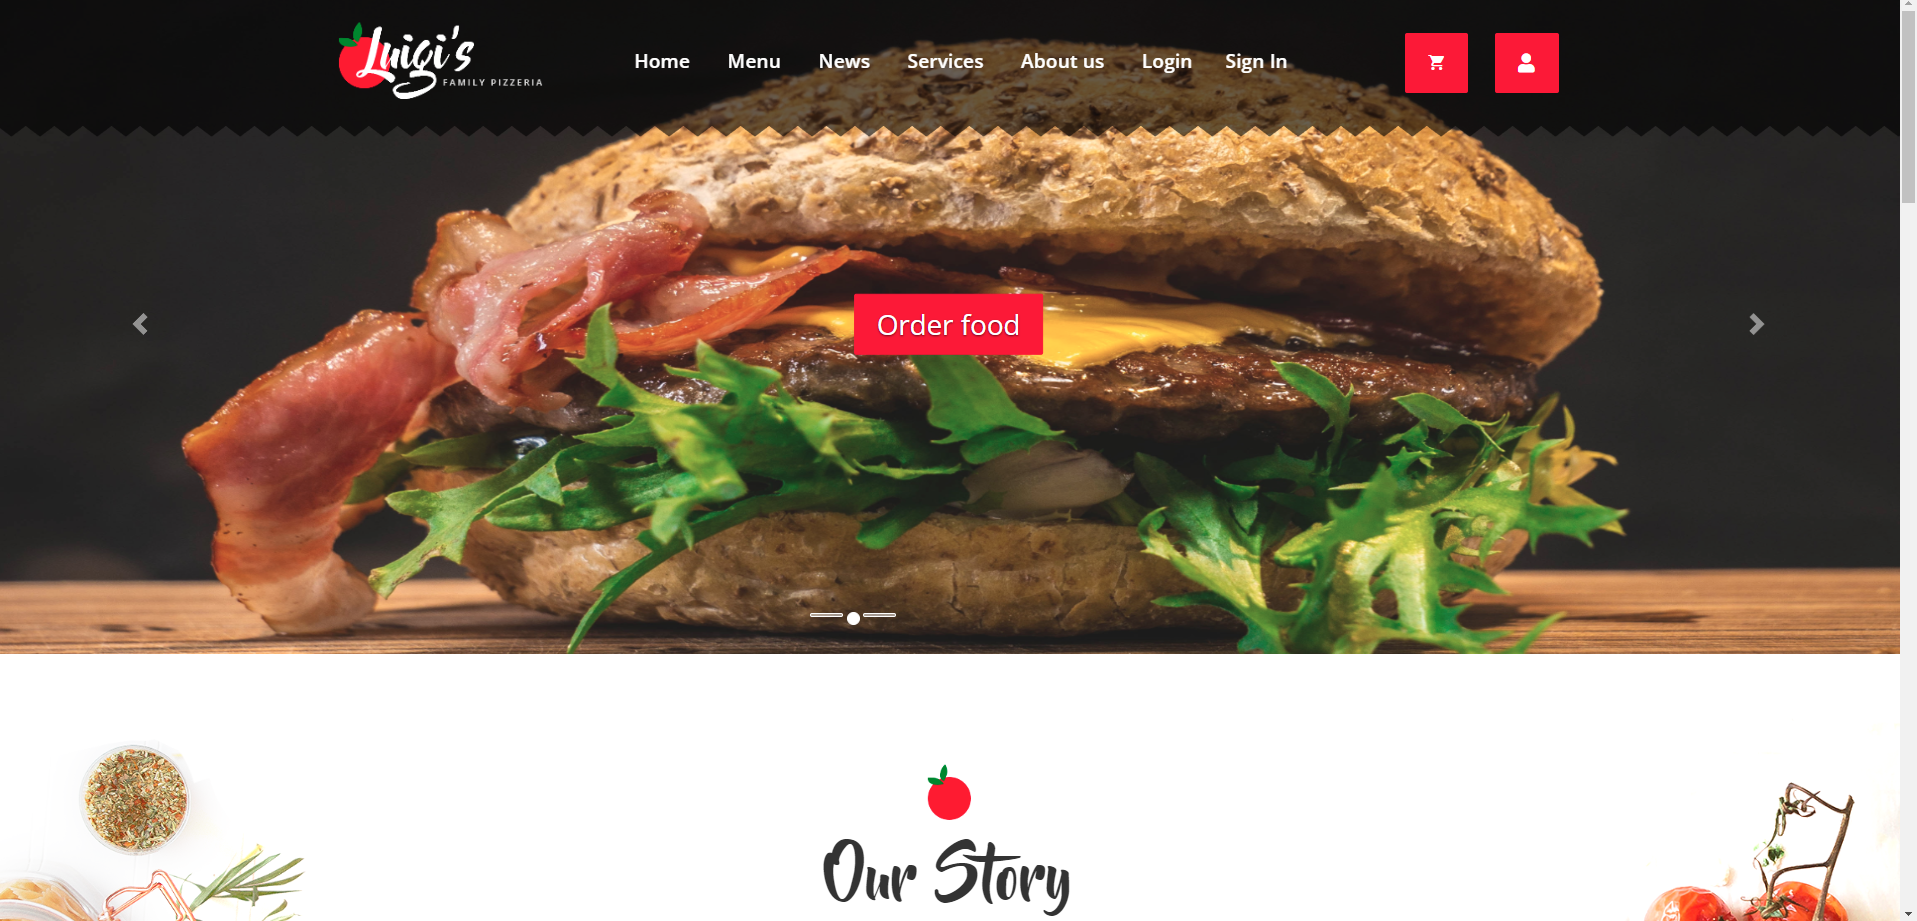 Luigi's
FAMILY PIZZERIA
Home Menu News Services About us Login Sign In
Order food
Our Story